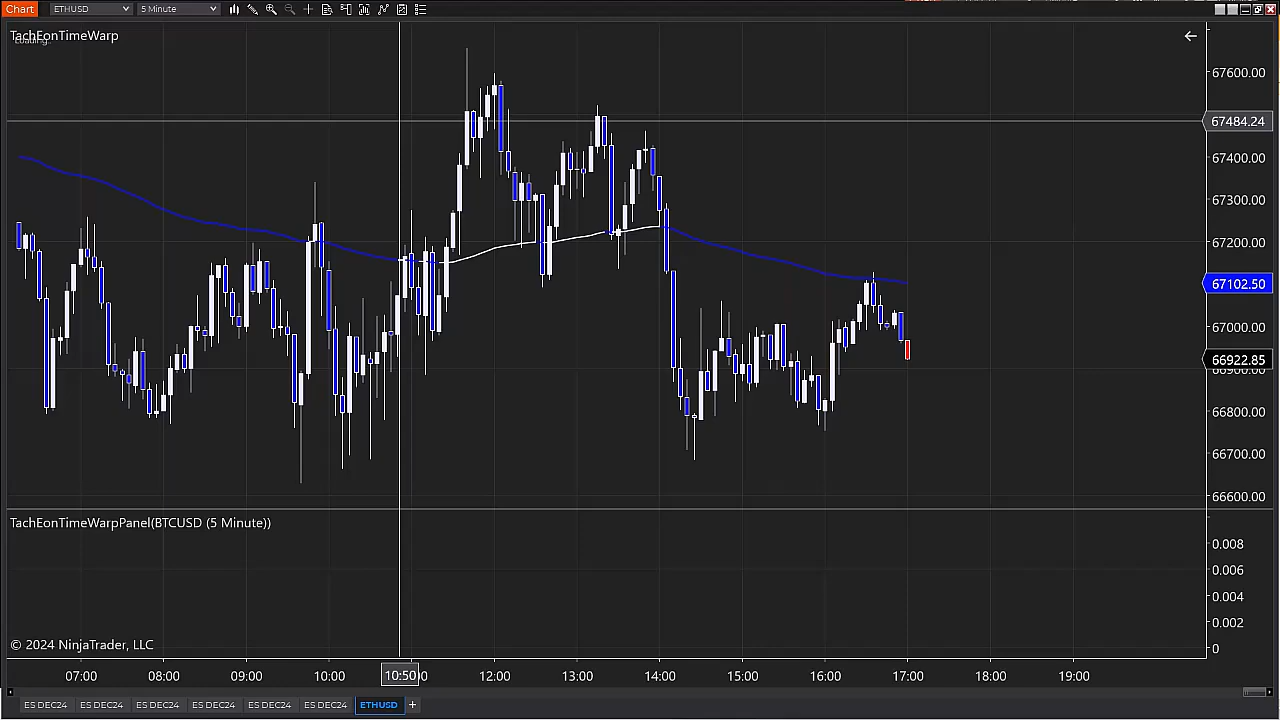 Chart ETHUSD 5 Minute
TachEonTimeWarp
Loading...
67600.00
67484.24
67400.00
67300.00
67200.00
67102.50
67000.00
66922.85
66900.00
66800.00
66700.00
66600.00
TachEonTimeWarpPanel(BTCUSD (5 Minute))
0.008
0.006
0.004
0.002
0
© 2024 NinjaTrader, LLC
07:00 08:00 09:00 10:00 10:50 12:00 13:00 14:00 15:00 16:00 17:00 18:00 19:00
ES DEC24 ES DEC24 ES DEC24 ES DEC24 ES DEC24 ES DEC24 ETHUSD +